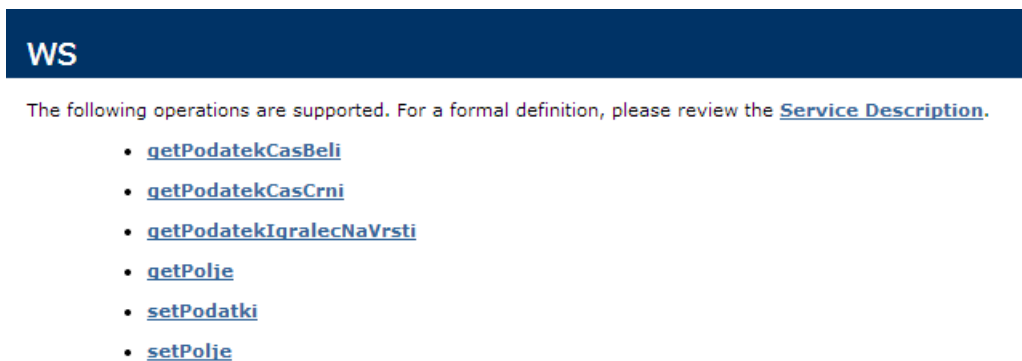 WS
The following operations are supported. For a formal definition, please review the Service Description.
• getPodatekCasBeli
• getPodatekCasCrni
• getPodatekIgralecNaVrsti
• getPolje
• setPodatki
• setPolje